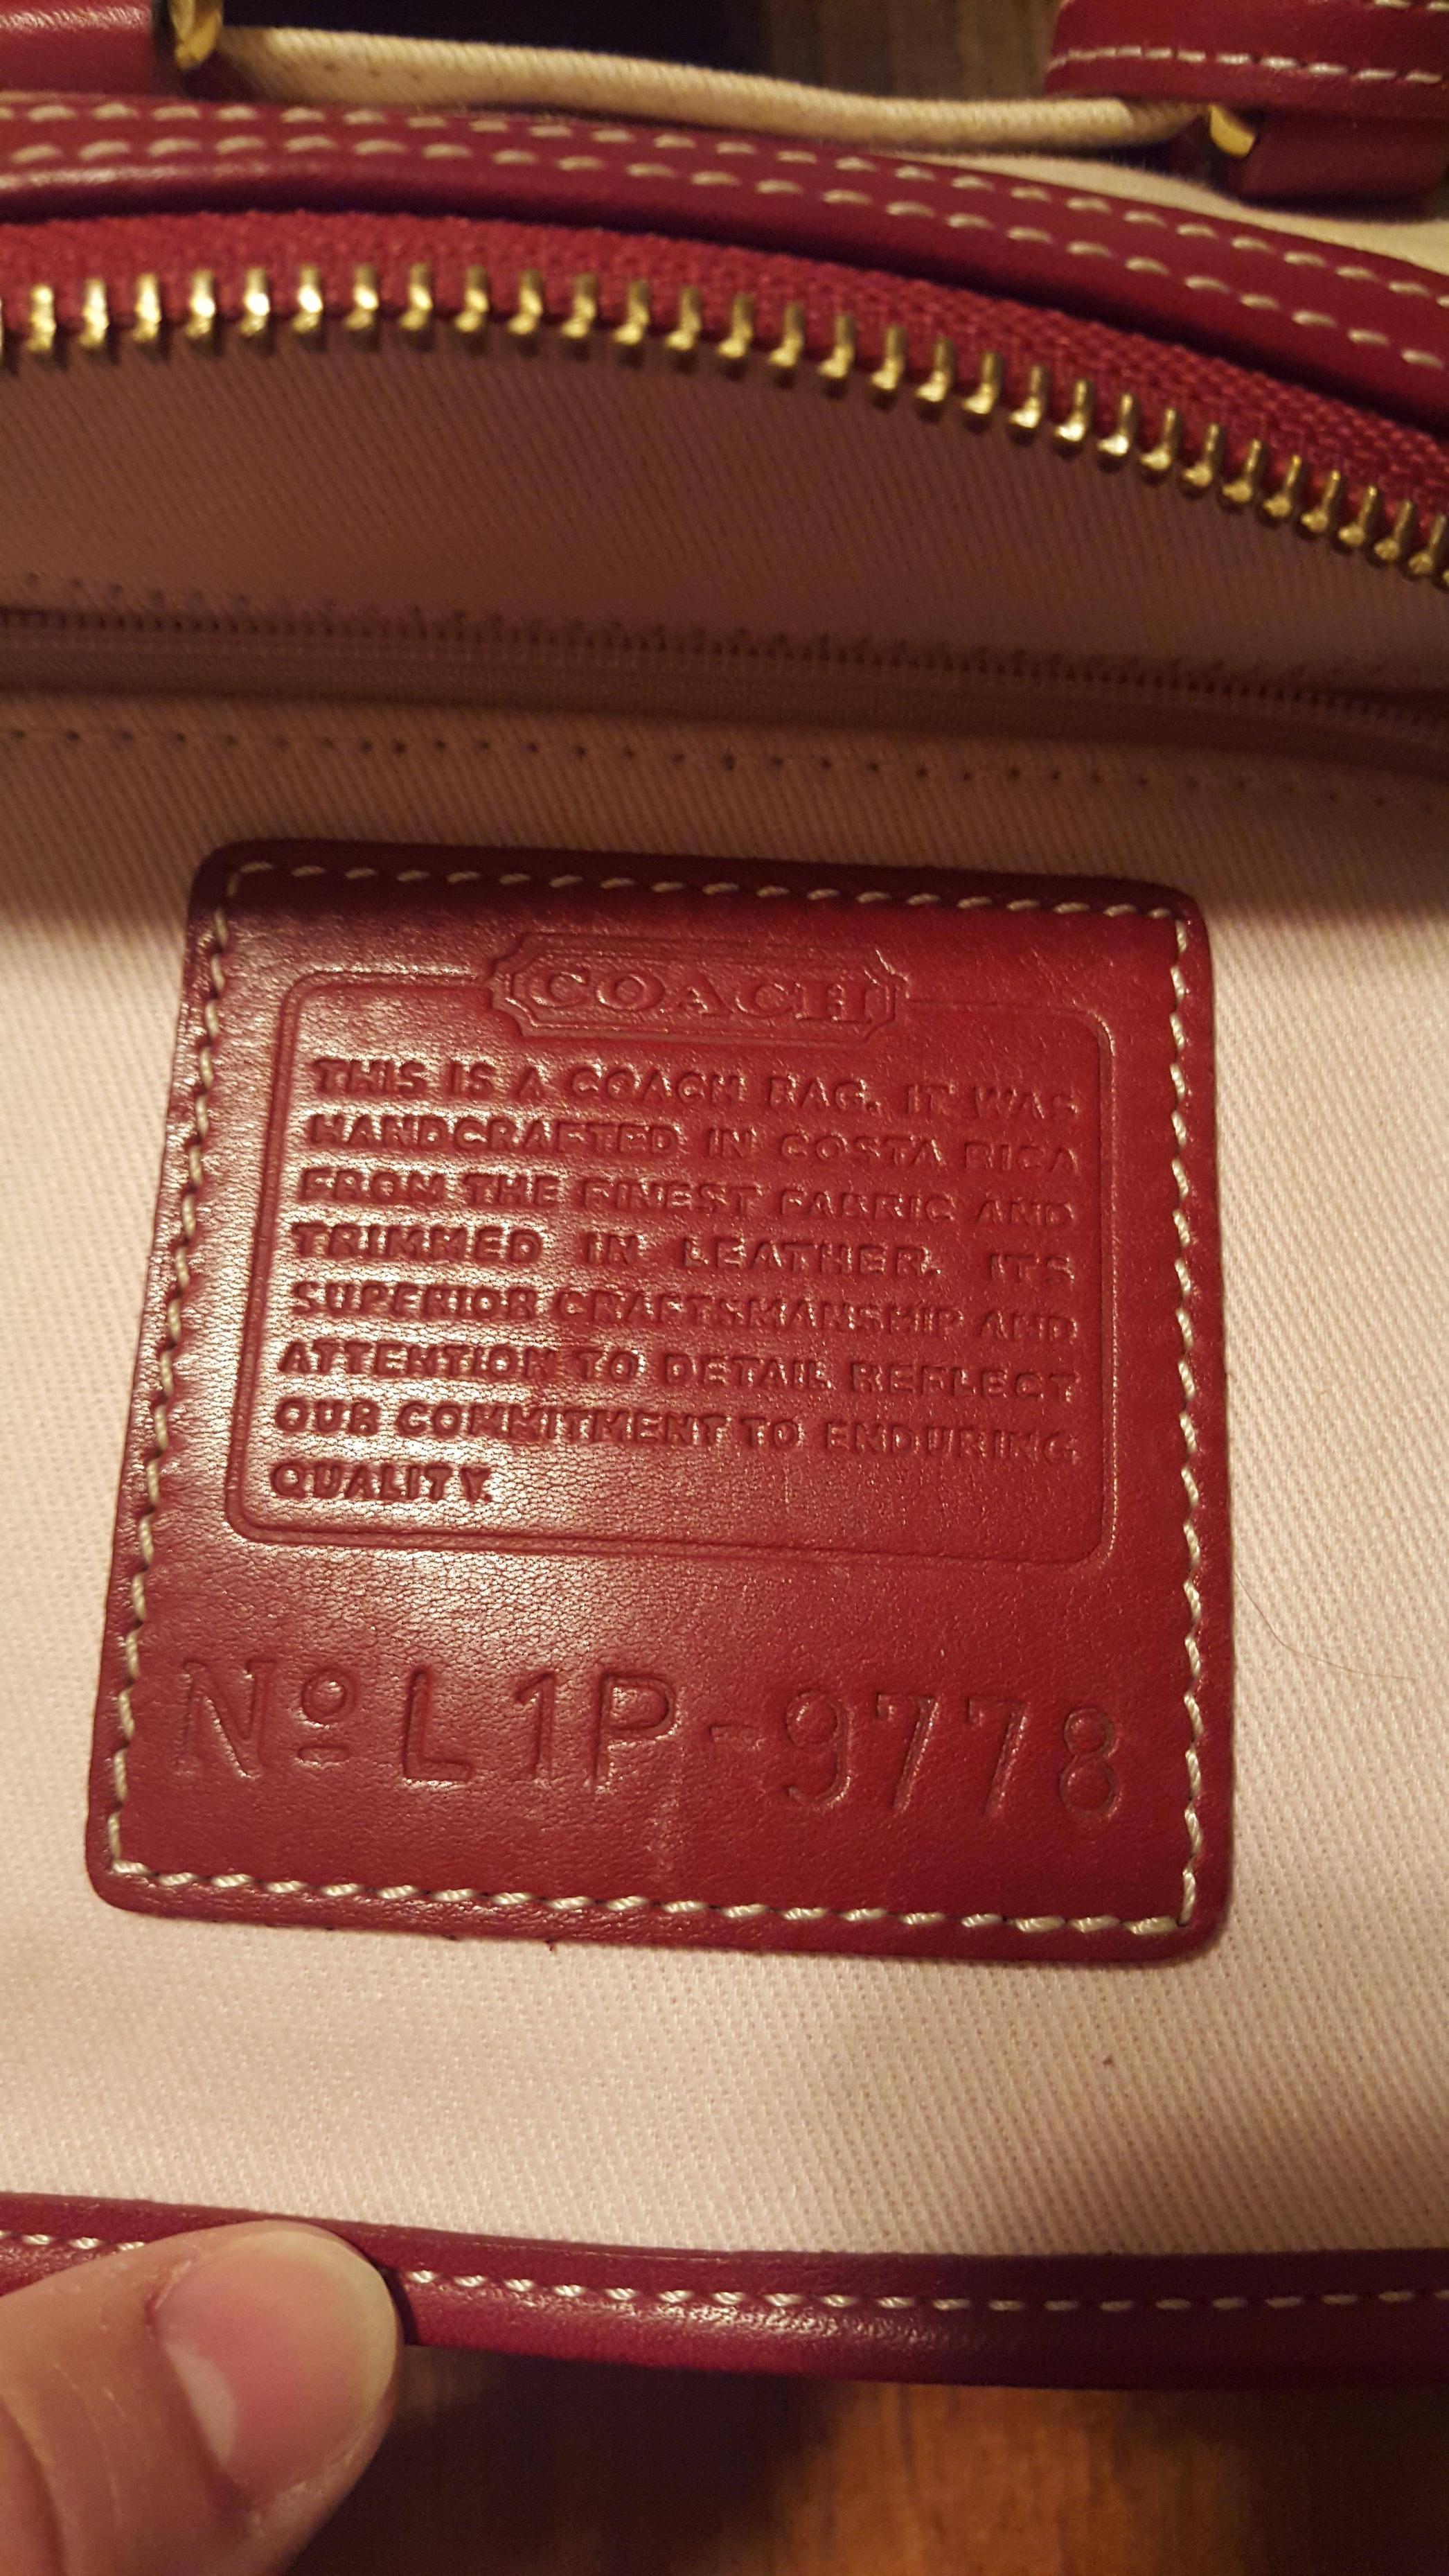 COACH
THIS IS A COACH BAG. IT WAS
HANDCRAFTED IN COSTA RICA
FROM THE FINEST FABRIC AND
TRIMMED IN LEATHER. ITS
SUPERIOR CRAFTSMANSHIP AND
ATTENTION TO DETAIL REFLECT
OUR COMMITMENT TO ENDURING
QUALITY.
Nº L1P-9778